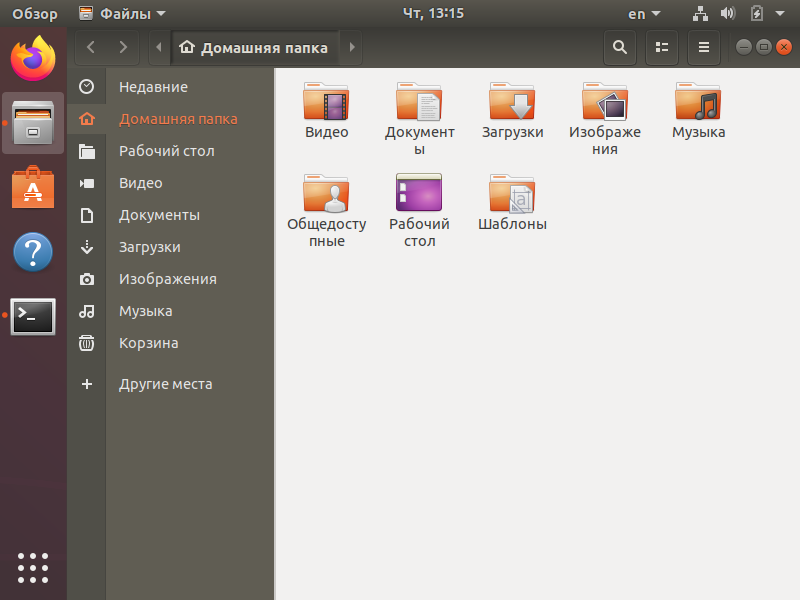 Обзор Файлы Чт, 13:15 en
Домашняя папка
Недавние
Домашняя папка
Рабочий стол
Видео
Документы
Загрузки
Изображения
Музыка
Корзина
Другие места
Видео
Документ
ы
Загрузки
Изображе
ния
Музыка
Общедосту
пные
Рабочий
стол
Шаблоны